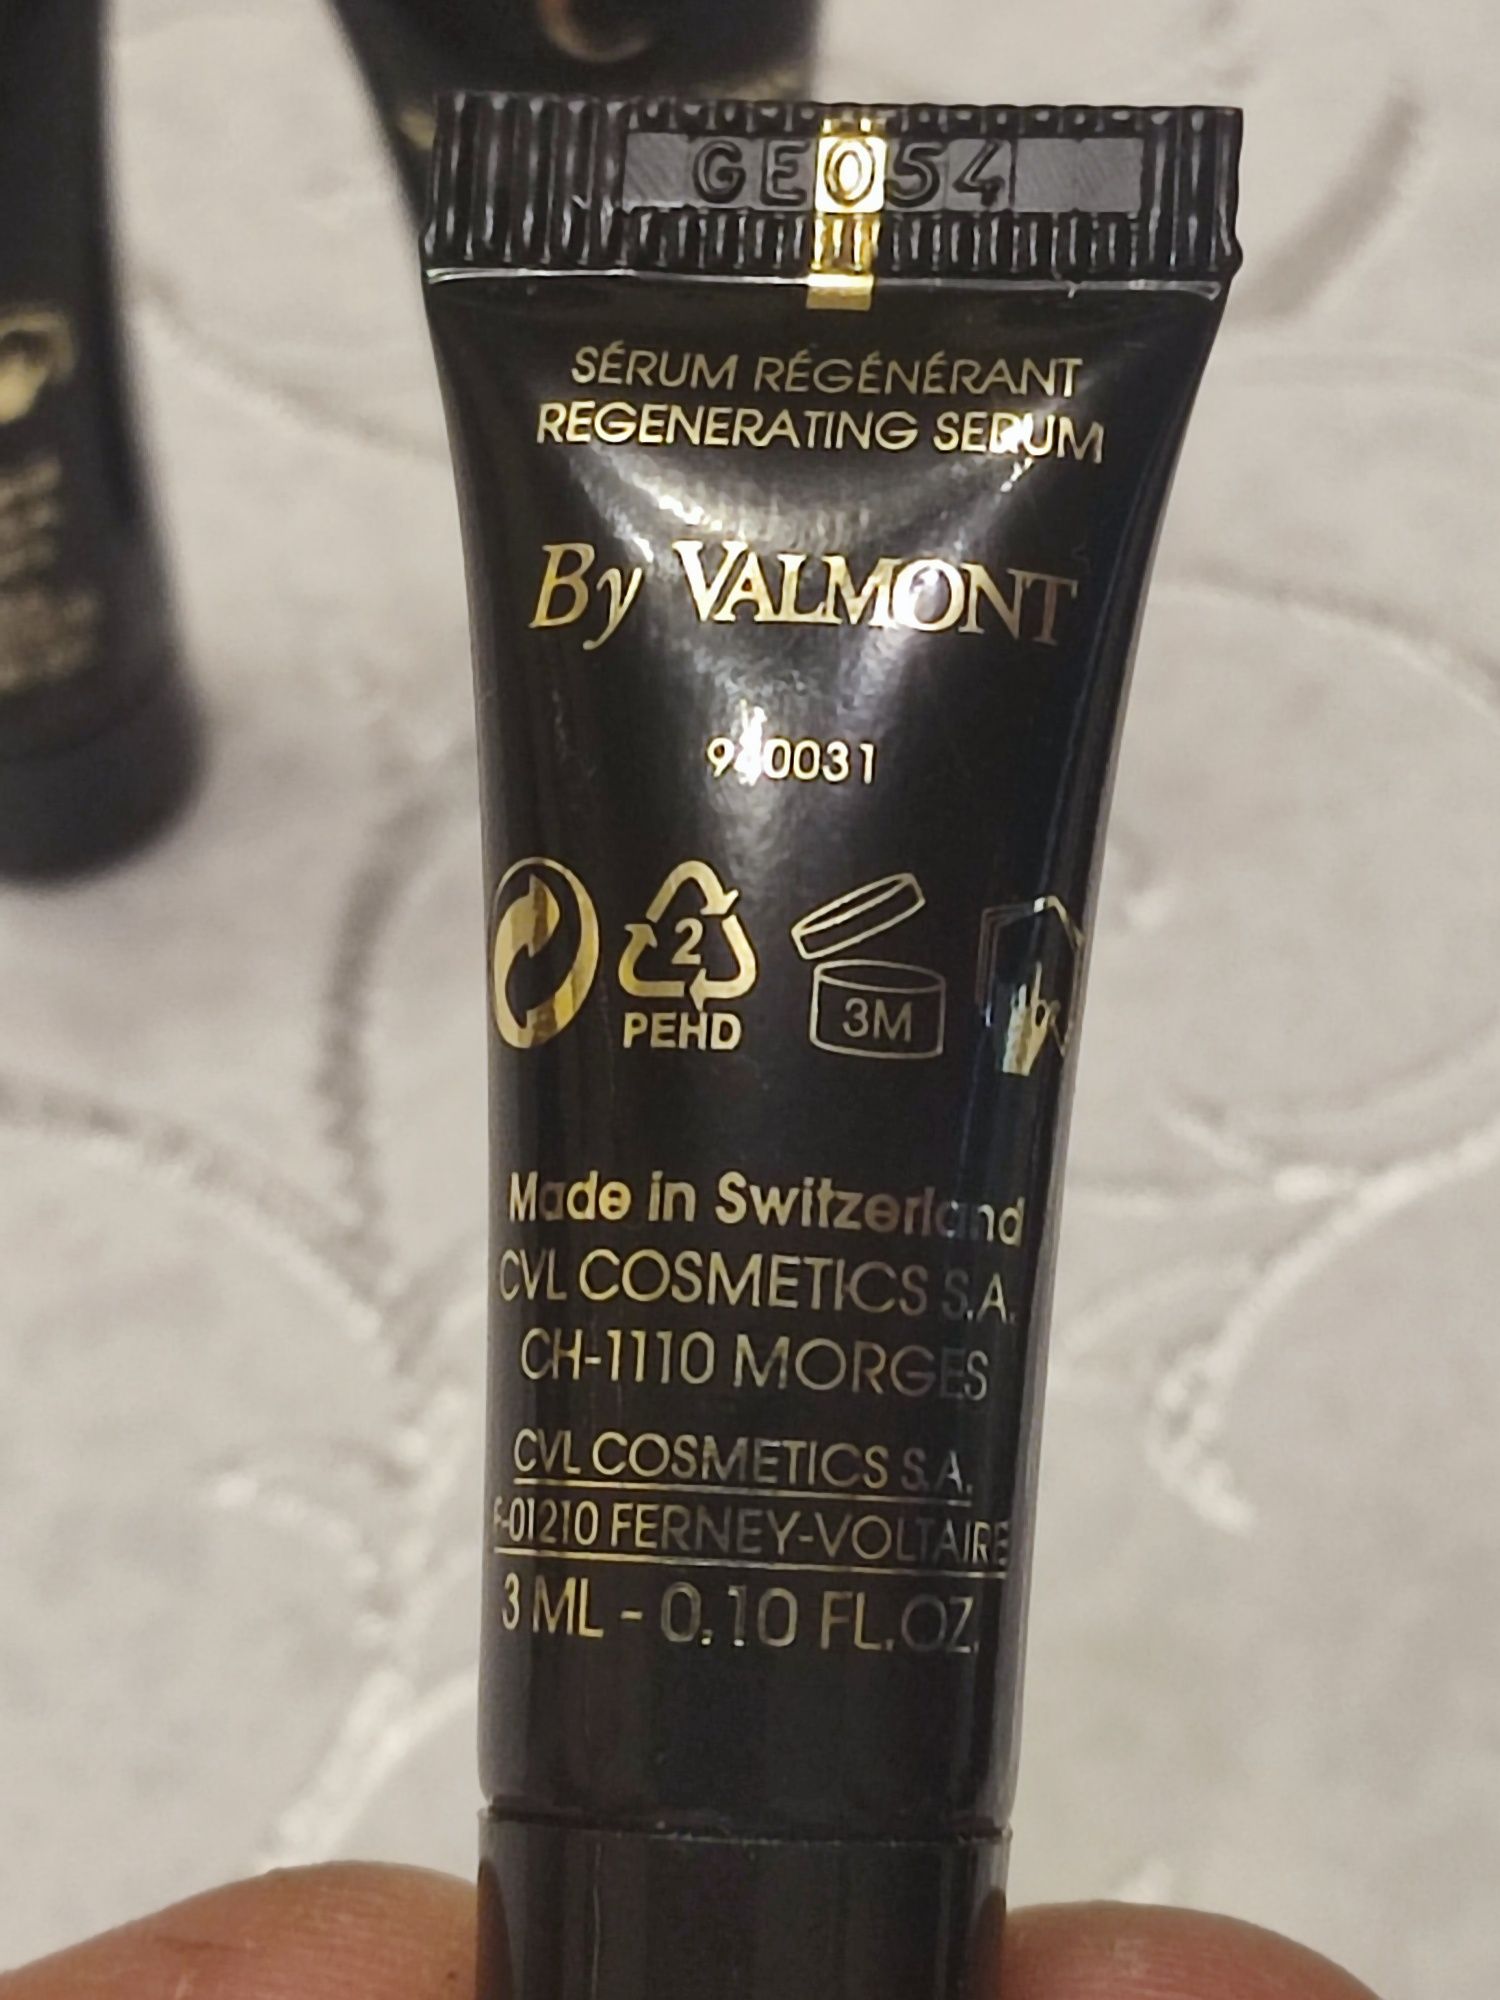 GE054
SÉRUM RÉGÉNÉRANT
REGENERATING SERUM
By VALMONT
2
PEHD
3M
Made in Switzerland
CVL COSMETICS S.A.
CH-1110 MORGES
CVL COSMETICS S.A.
F-01210 FERNEY-VOLTAIRE
3 ML - 0.10 FL.OZ.